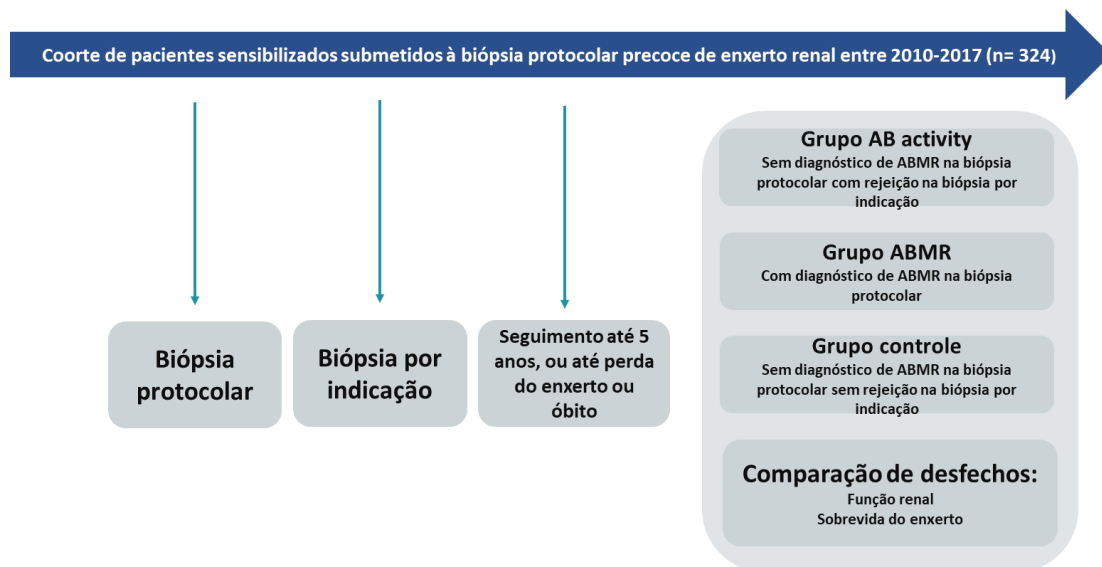 Coorte de pacientes sensibilizados submetidos à biópsia protocolar precoce de enxerto renal entre 2010-2017 (n= 324)
Biópsia
protocolar
Biópsia por
indicação
Seguimento até 5
anos, ou até perda
do enxerto ou
óbito
Grupo AB activity
Sem diagnóstico de ABMR na biópsia
protocolar com rejeição na biópsia por
indicação
Grupo ABMR
Com diagnóstico de ABMR na biópsia
protocolar
Grupo controle
Sem diagnóstico de ABMR na biópsia
protocolar sem rejeição na biópsia por
indicação
Comparação de desfechos:
Função renal
Sobrevida do enxerto